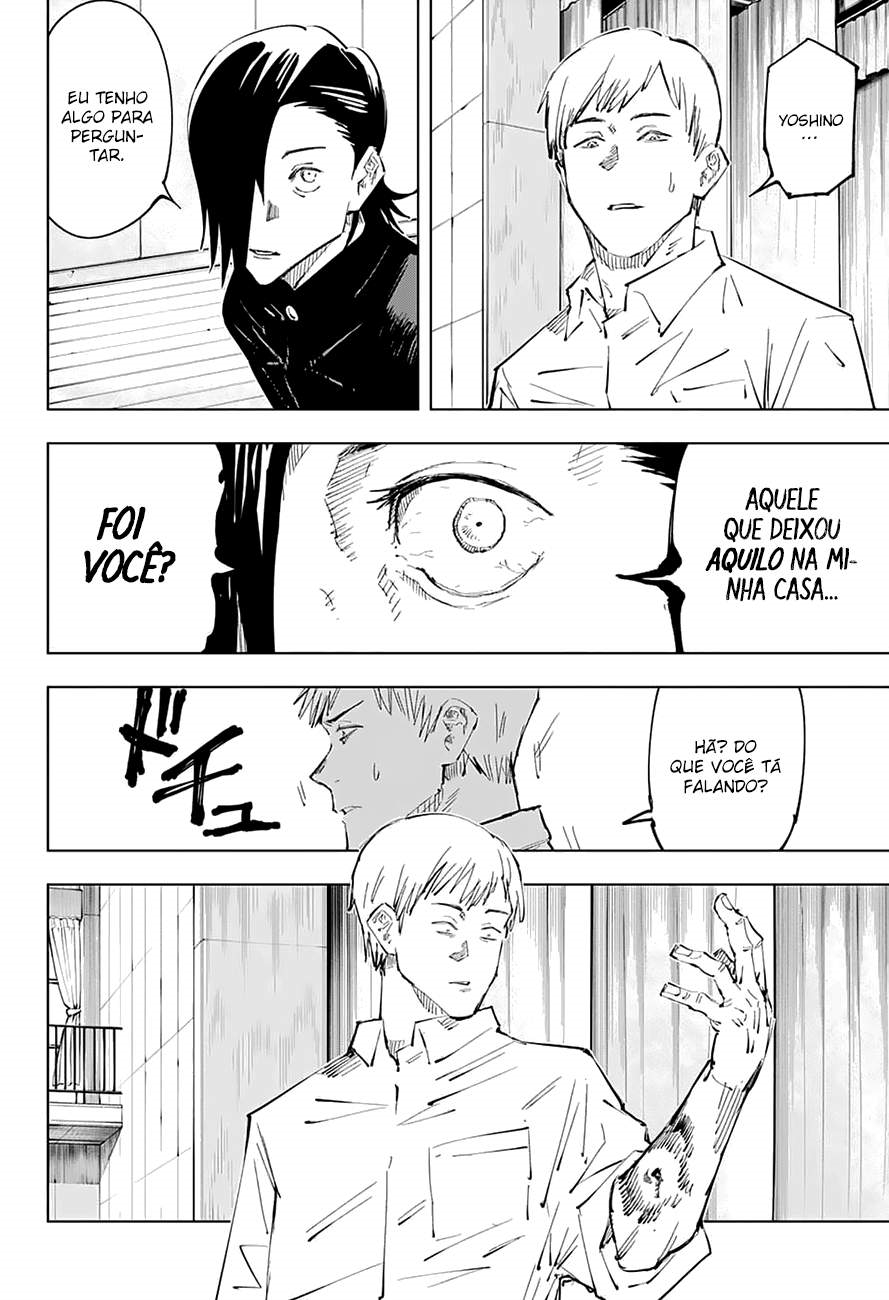 YOSHINO
...
EU TENHO
ALGO PARA
PERGUN-
TAR.
AQUELE
QUE DEIXOU
AQUILO NA MI-
NHA CASA...
FOI
VOCÊ?
HÃ? DO
QUE VOCÊ TÁ
FALANDO?
ドヂュ